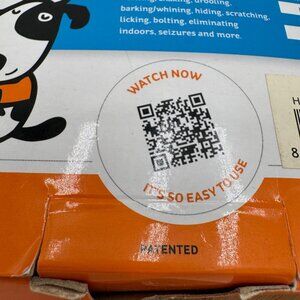 drooling,
barking/whining, hiding, scratching,
licking, bolting, eliminating
indoors, seizures and more.
WATCH NOW
IT'S SO EASY TO USE
PATENTED
H
8